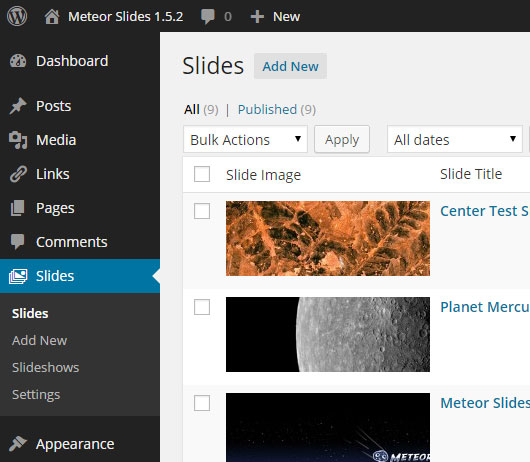 Meteor Slides 1.5.2 0 New
Dashboard
Posts
Media
Links
Pages
Comments
Slides
Slides
Add New
Slideshows
Settings
Appearance
Slides Add New
All (9) | Published (9)
Bulk Actions Apply All dates
Slide Image Slide Title
Center Test S
Planet Mercu
Meteor Slides
METEOR